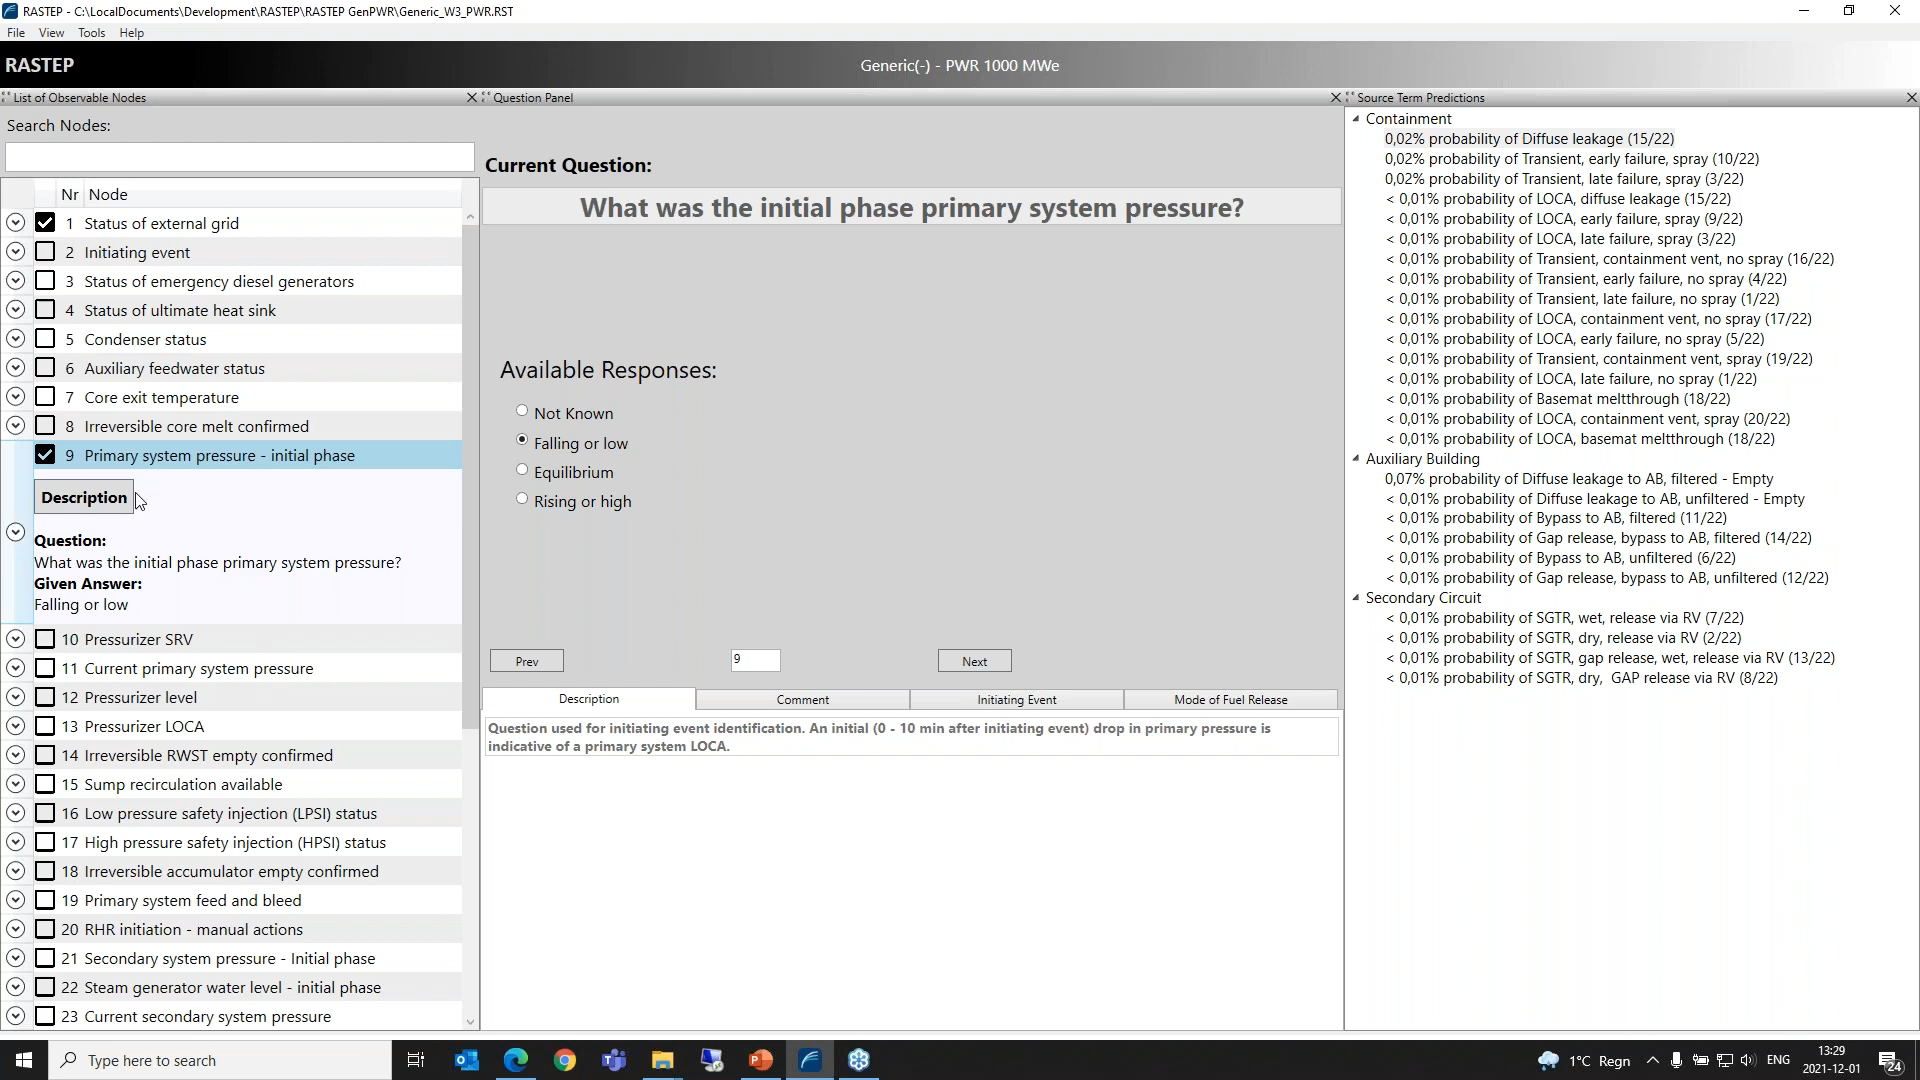 RASTEP - C:\LocalDocuments\Development\RASTEP\RASTEP GenPWR\Generic_W3_PWR.RST
File View Tools Help
RASTEP
Generic(-) - PWR 1000 MWe
List of Observable Nodes
Search Nodes:
Nr Node
1 Status of external grid
2 Initiating event
3 Status of emergency diesel generators
4 Status of ultimate heat sink
5 Condenser status
6 Auxiliary feedwater status
7 Core exit temperature
8 Irreversible core melt confirmed
9 Primary system pressure - initial phase
Description
Question:
What was the initial phase primary system pressure?
Given Answer:
Falling or low
10 Pressurizer SRV
11 Current primary system pressure
12 Pressurizer level
13 Pressurizer LOCA
14 Irreversible RWST empty confirmed
15 Sump recirculation available
16 Low pressure safety injection (LPSI) status
17 High pressure safety injection (HPSI) status
18 Irreversible accumulator empty confirmed
19 Primary system feed and bleed
20 RHR initiation - manual actions
21 Secondary system pressure - Initial phase
22 Steam generator water level - initial phase
23 Current secondary system pressure
Question Panel
Current Question:
What was the initial phase primary system pressure?
Available Responses:
Not Known
Falling or low
Equilibrium
Rising or high
Prev 9 Next
Description Comment Initiating Event Mode of Fuel Release
Question used for initiating event identification. An initial (0 - 10 min after initiating event) drop in primary pressure is
indicative of a primary system LOCA.
Source Term Predictions
Containment
0,02% probability of Diffuse leakage (15/22)
0,02% probability of Transient, early failure, spray (10/22)
0,02% probability of Transient, late failure, spray (3/22)
< 0,01% probability of LOCA, diffuse leakage (15/22)
< 0,01% probability of LOCA, early failure, spray (9/22)
< 0,01% probability of LOCA, late failure, spray (3/22)
< 0,01% probability of Transient, containment vent, no spray (16/22)
< 0,01% probability of Transient, early failure, no spray (4/22)
< 0,01% probability of Transient, late failure, no spray (1/22)
< 0,01% probability of LOCA, containment vent, no spray (17/22)
< 0,01% probability of LOCA, early failure, no spray (5/22)
< 0,01% probability of Transient, containment vent, spray (19/22)
< 0,01% probability of LOCA, late failure, no spray (1/22)
< 0,01% probability of Basemat meltthrough (18/22)
< 0,01% probability of LOCA, containment vent, spray (20/22)
< 0,01% probability of LOCA, basemat meltthrough (18/22)
Auxiliary Building
0,07% probability of Diffuse leakage to AB, filtered - Empty
< 0,01% probability of Diffuse leakage to AB, unfiltered - Empty
< 0,01% probability of Bypass to AB, filtered (11/22)
< 0,01% probability of Gap release, bypass to AB, filtered (14/22)
< 0,01% probability of Bypass to AB, unfiltered (6/22)
< 0,01% probability of Gap release, bypass to AB, unfiltered (12/22)
Secondary Circuit
< 0,01% probability of SGTR, wet, release via RV (7/22)
< 0,01% probability of SGTR, dry, release via RV (2/22)
< 0,01% probability of SGTR, gap release, wet, release via RV (13/22)
< 0,01% probability of SGTR, dry, GAP release via RV (8/22)
Type here to search
1°C Regn
ENG
13:29
2021-12-01
24